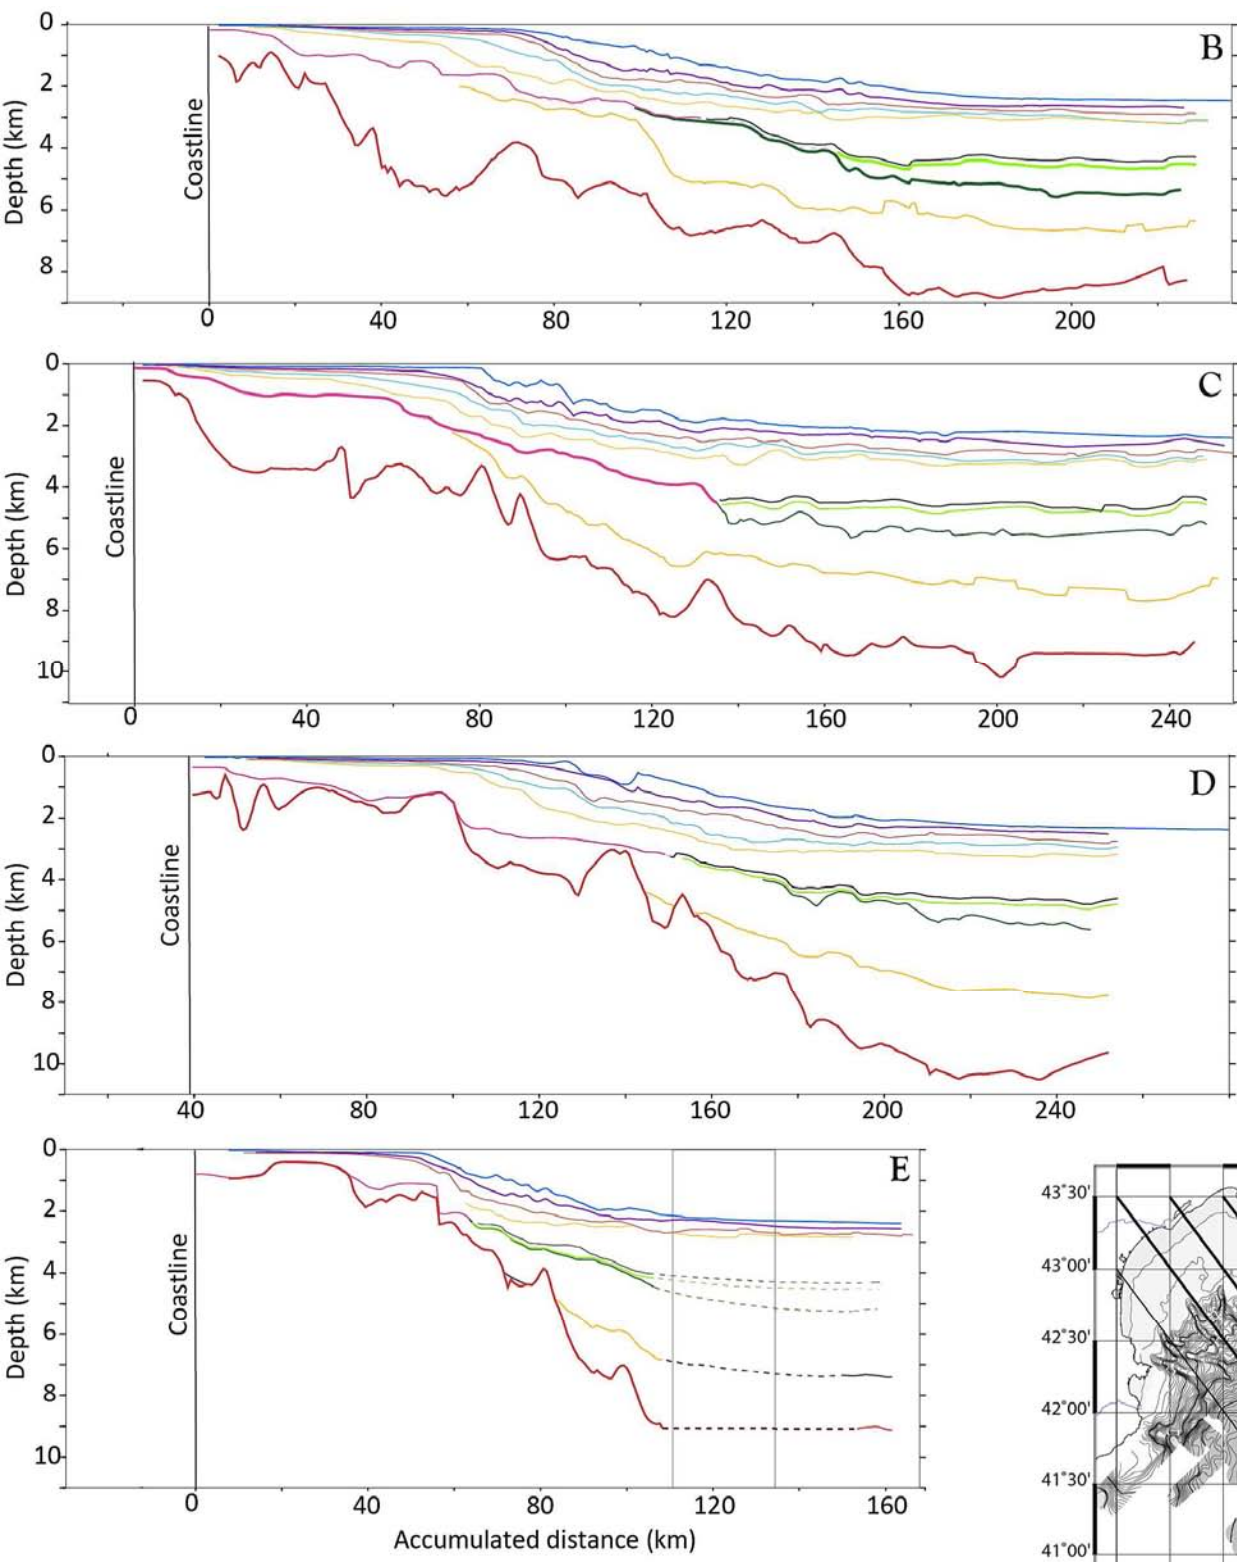 B
0
2
4
6
8
Depth (km)
Coastline
0 40 80 120 160 200
C
0
2
4
6
8
10
Depth (km)
Coastline
0 40 80 120 160 200 240
D
0
2
4
6
8
10
Depth (km)
Coastline
40 80 120 160 200 240
E
0
2
4
6
8
10
Depth (km)
Coastline
0 40 80 120 160
Accumulated distance (km)
43°30'
43°00'
42°30'
42°00'
41°30'
41°00'